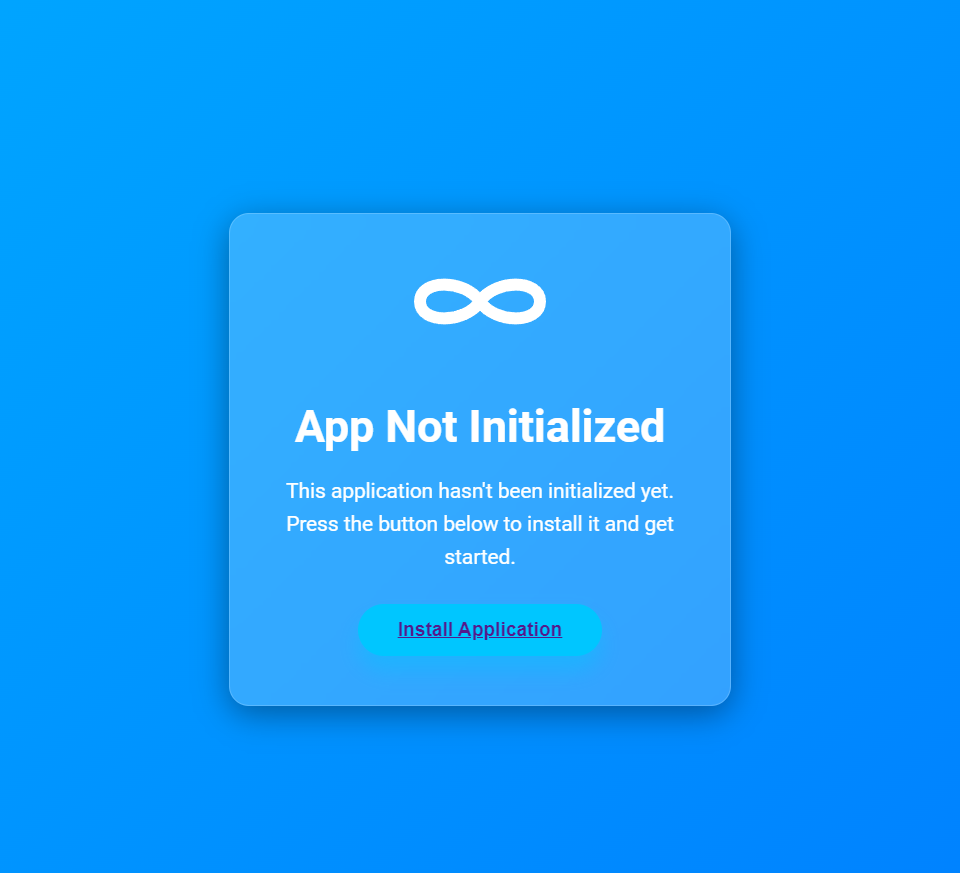 App Not Initialized
This application hasn't been initialized yet.
Press the button below to install it and get
started.
Install Application